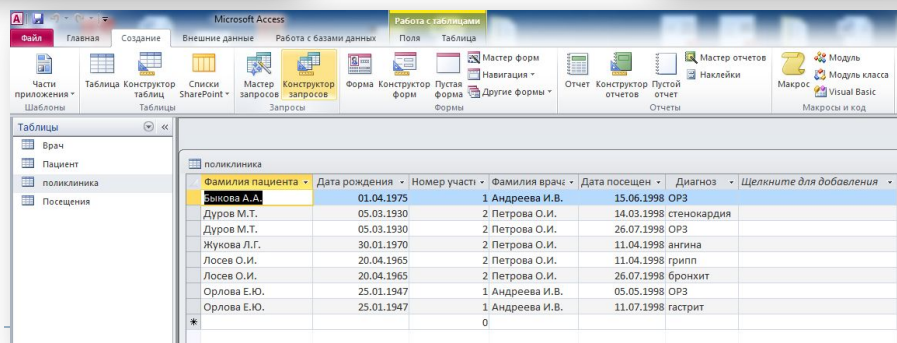 Microsoft Access
Работа с таблицами
Файл Главная Создание Внешние данные Работа с базами данных Поля Таблица
Части приложения
Таблица
Конструктор таблиц
Списки SharePoint
Мастер запросов
Конструктор запросов
Форма
Конструктор форм
Пустая форма
Мастер форм
Навигация
Другие формы
Отчет
Конструктор отчетов
Пустой отчет
Мастер отчетов
Наклейки
Макрос
Модуль
Модуль класса
Visual Basic
Шаблоны Таблицы Запросы Формы Отчеты Макросы и код
Таблицы
Врач
Пациент
поликлиника
Посещения
поликлиника
Фамилия пациента Дата рождения Номер участ Фамилия врача Дата посещен Диагноз Щелкните для добавления
Быкова А.А. 01.04.1975 1 Андреева И.В. 15.06.1998 ОРЗ
Дуров М.Т. 05.03.1930 2 Петрова О.И. 14.03.1998 стенокардия
Дуров М.Т. 05.03.1930 2 Петрова О.И. 26.07.1998 ОРЗ
Жукова Л.Г. 30.01.1970 2 Петрова О.И. 11.04.1998 ангина
Лосев О.И. 20.04.1965 2 Петрова О.И. 11.04.1998 грипп
Лосев О.И. 20.04.1965 2 Петрова О.И. 26.07.1998 бронхит
Орлова Е.Ю. 25.01.1947 1 Андреева И.В. 05.05.1998 ОРЗ
Орлова Е.Ю. 25.01.1947 1 Андреева И.В. 11.07.1998 гастрит
0